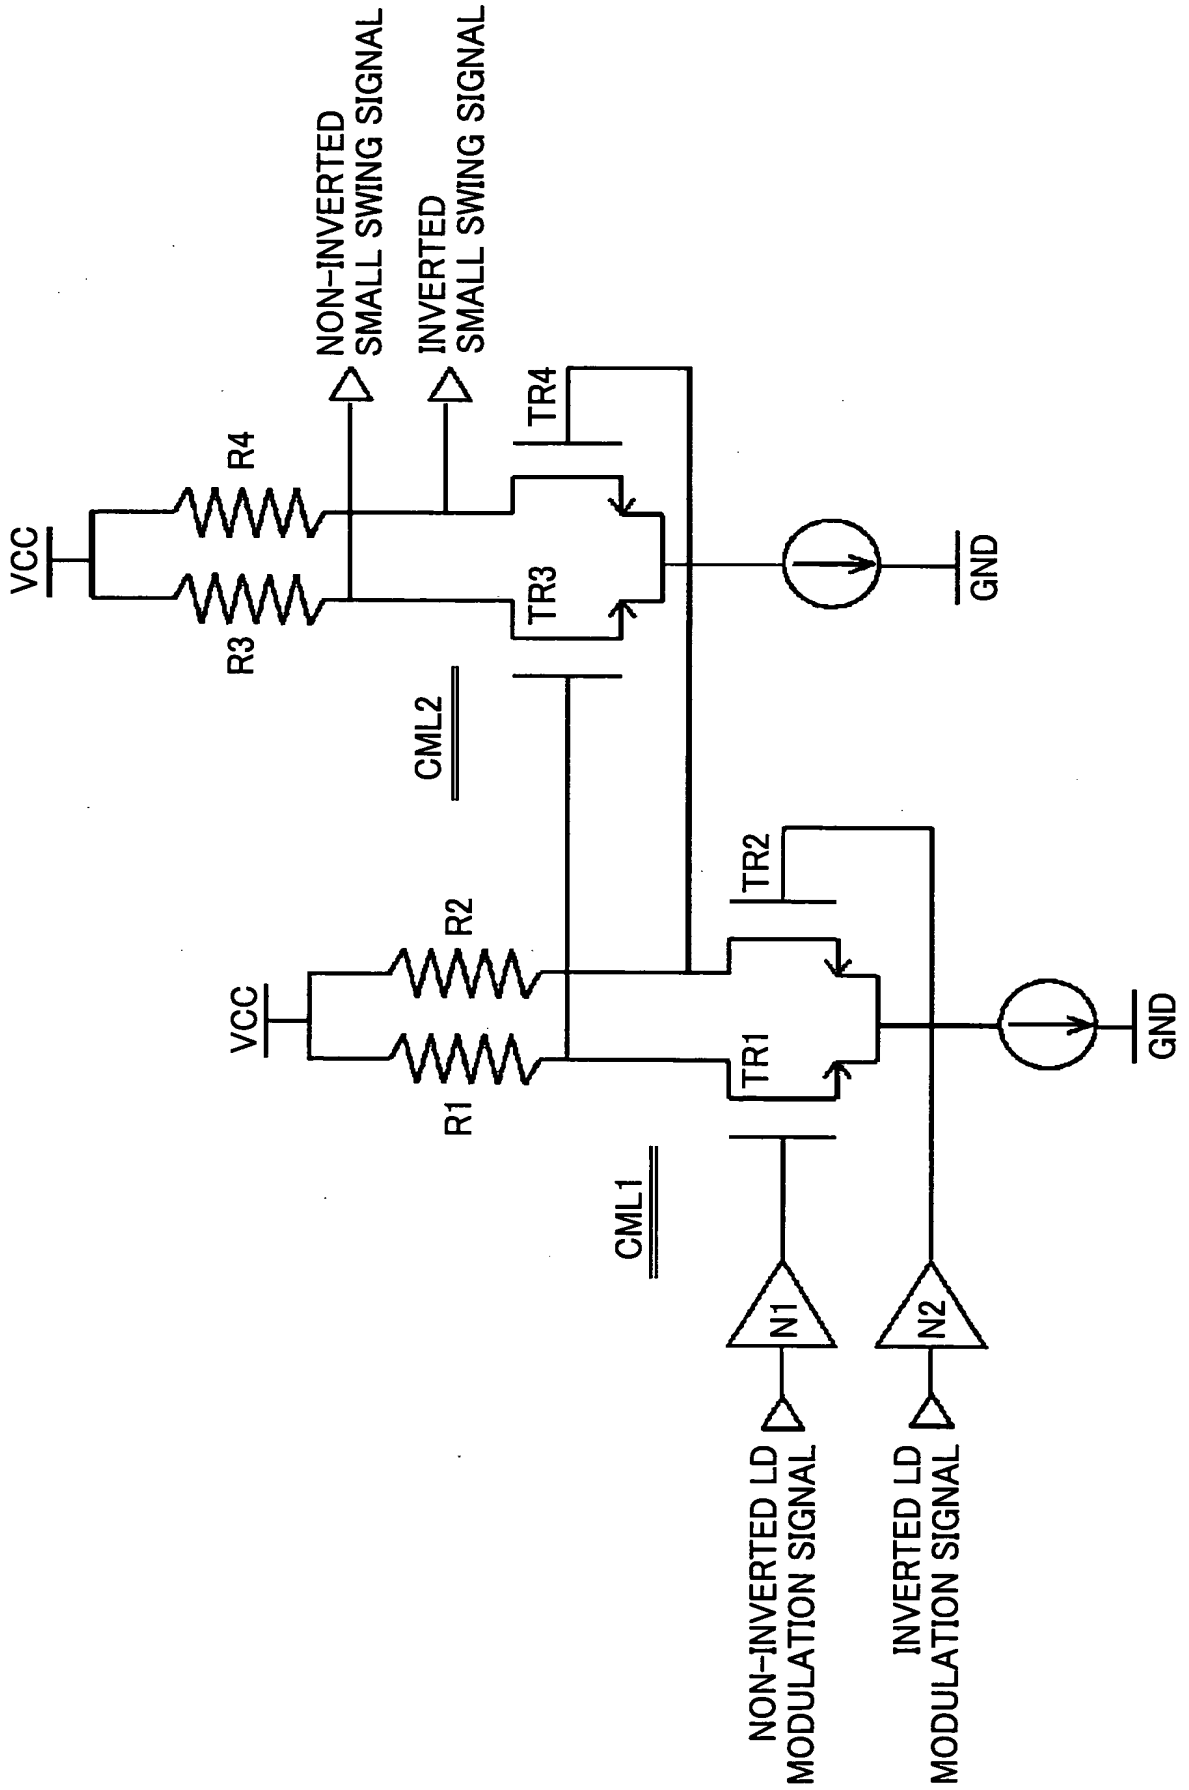 VCC
R3
R4
NON-INVERTED
SMALL SWING SIGNAL
INVERTED
SMALL SWING SIGNAL
CML2
TR3
TR4
GND
VCC
R1
R2
CML1
TR1
TR2
GND
NON-INVERTED LD
MODULATION SIGNAL
N1
INVERTED LD
MODULATION SIGNAL
N2